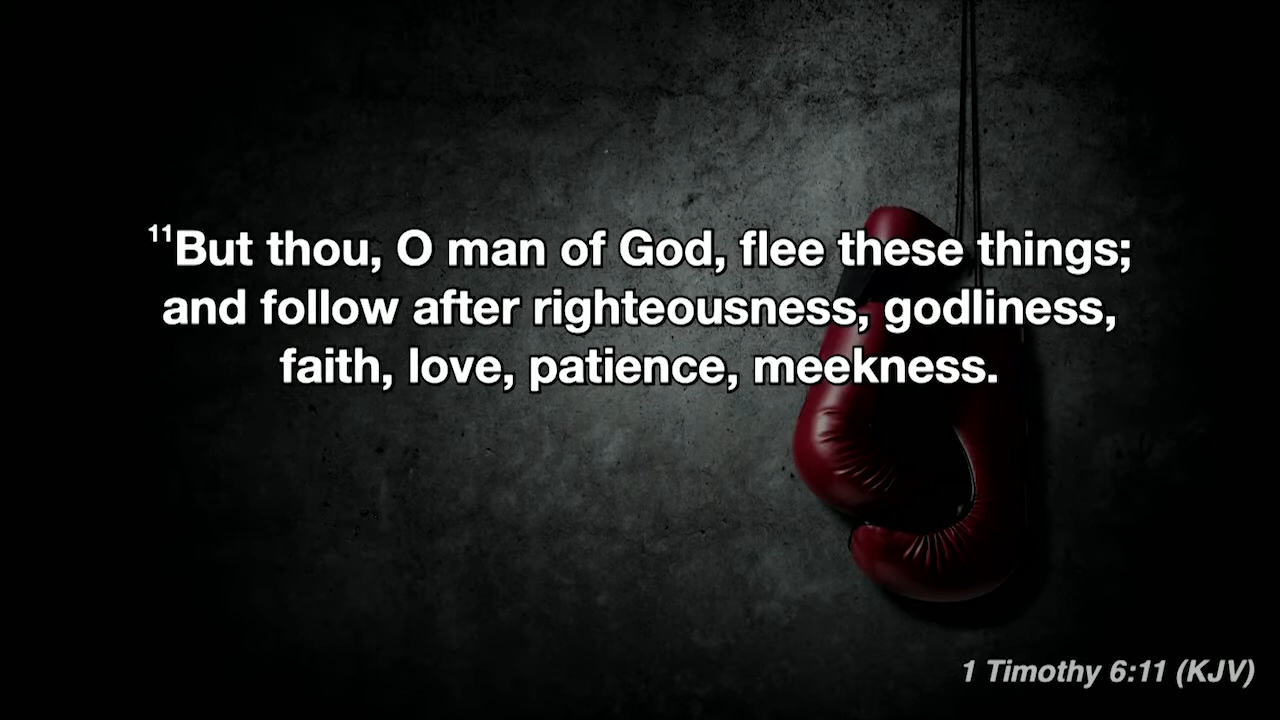 ¹¹But thou, O man of God, flee these things;
and follow after righteousness, godliness,
faith, love, patience, meekness.
1 Timothy 6:11 (KJV)